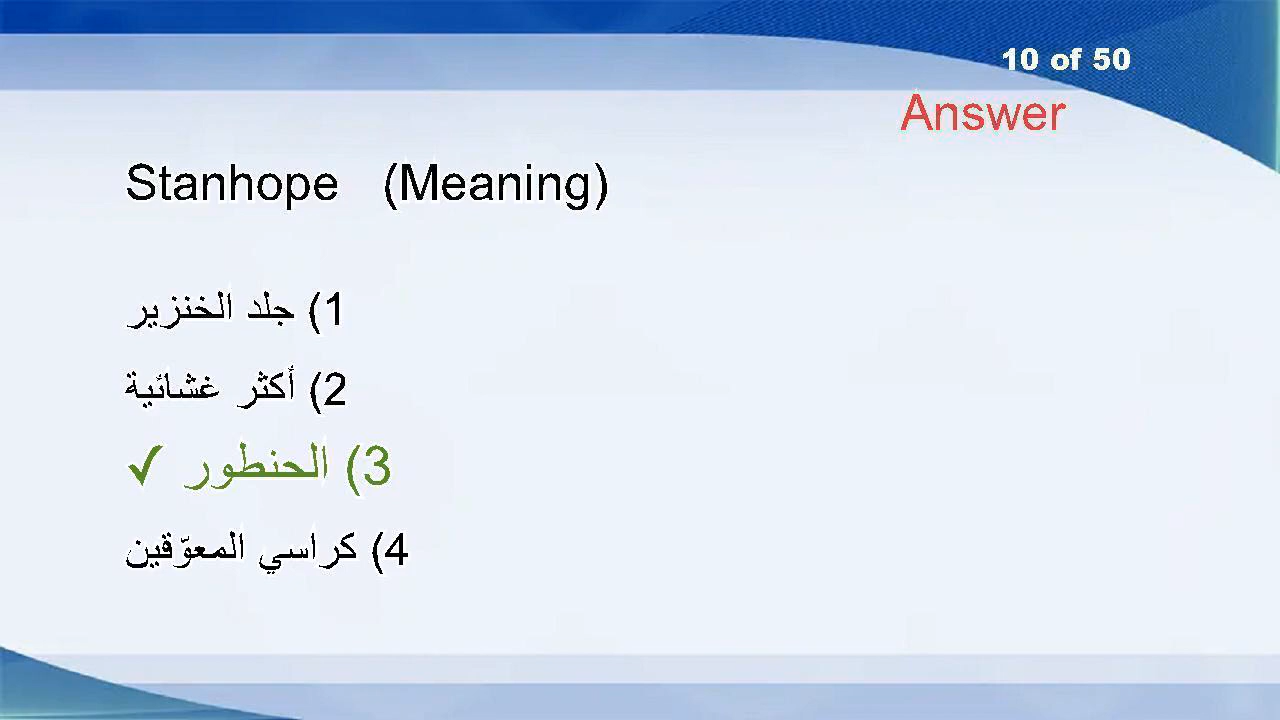 10 of 50
Answer
Stanhope (Meaning)
1) جلد الخنزير
2) أكثر غشائية
3) الحنطور ✓
4) كراسي المعوّقين